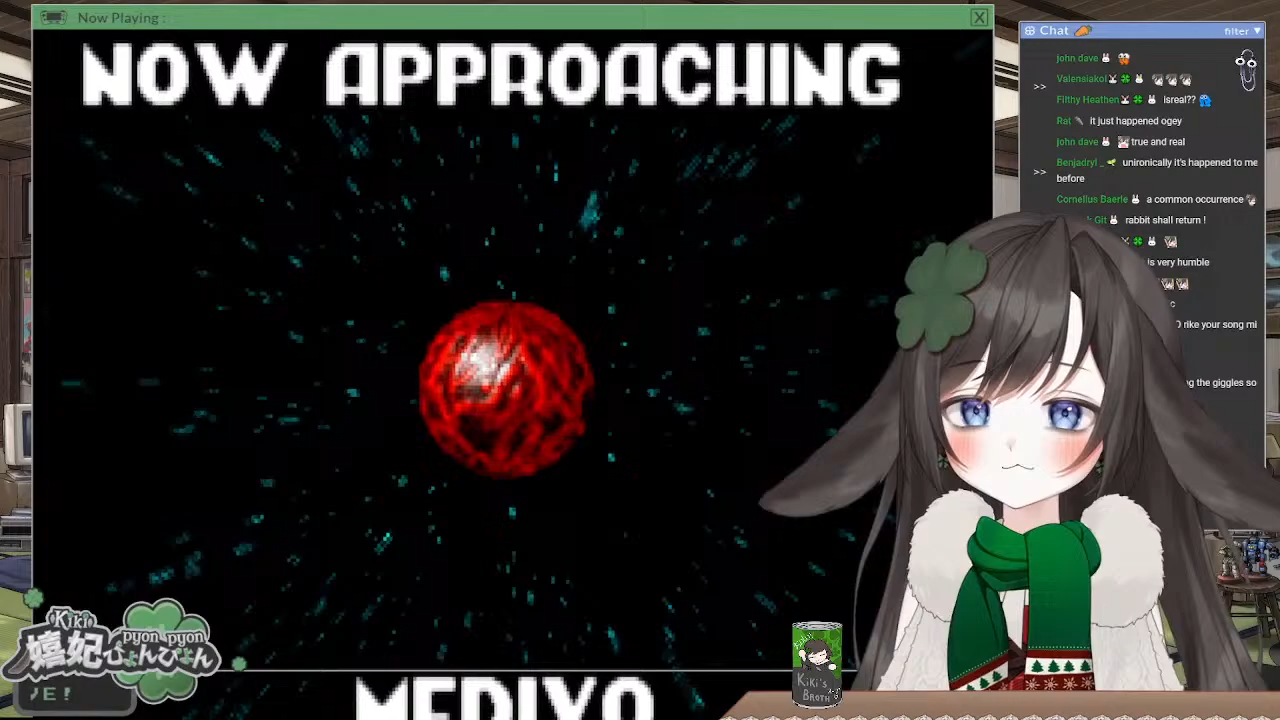 Now Playing :
X
NOW APPROACHING
MEDIYO
Chat
filter ▼
john dave
Valensiakol
>>
Filthy Heathen isreal??
Rat it just happened ogey
john dave true and real
Benjadryl _ unironically it's happened to me
>> before
Cornelius Baerle a common occurrence
Git rabbit shall return !
is very humble
rike your song mi
ng the giggles so
Kiki
pyon pyon
嬉妃ぴょんぴょん
E !
Kiki's
KiKi's
BROTH